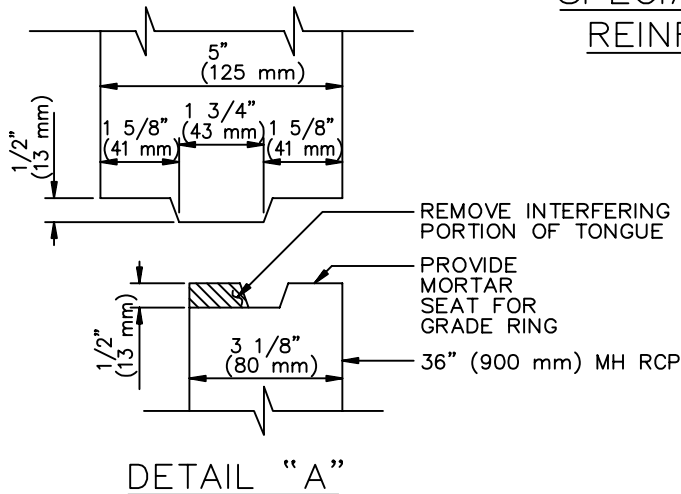 5"
(125 mm)
1 5/8"
(41 mm)
1 3/4"
(43 mm)
1 5/8"
(41 mm)
1/2"
(13 mm)
REMOVE INTERFERING
PORTION OF TONGUE
PROVIDE
MORTAR
SEAT FOR
GRADE RING
1/2"
(13 mm)
3 1/8"
(80 mm)
36" (900 mm) MH RCP
DETAIL "A"